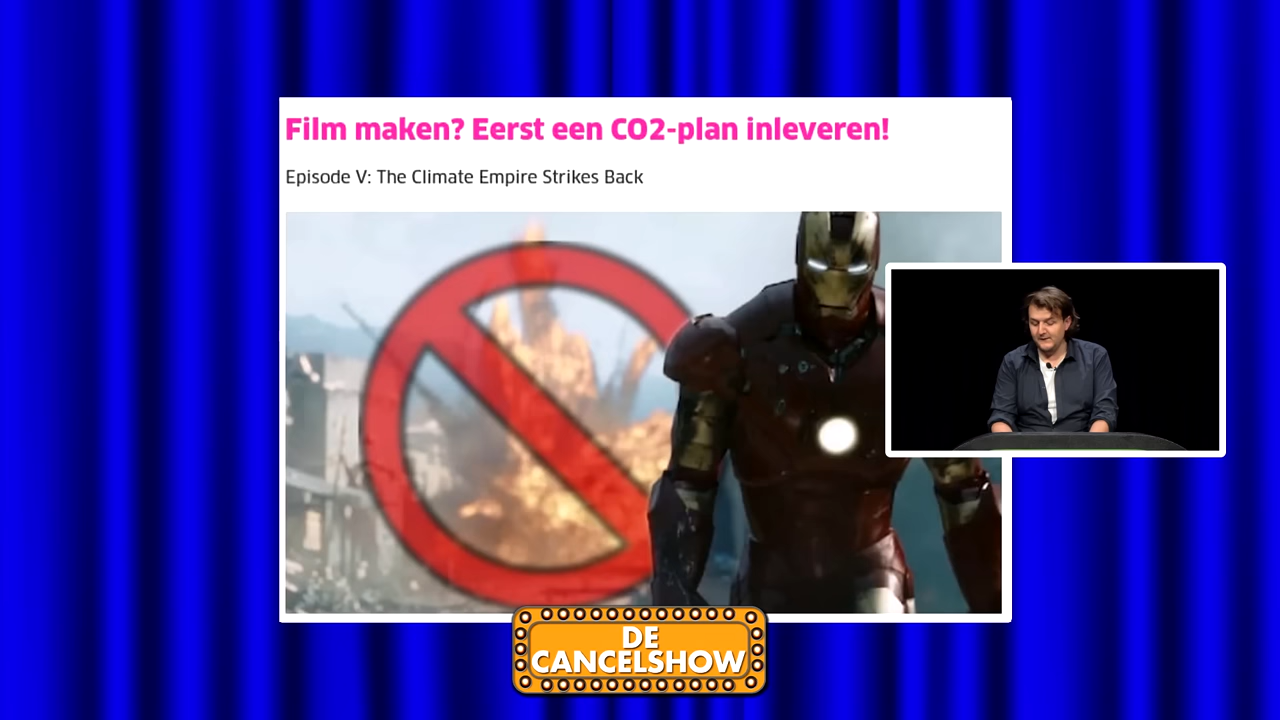 Film maken? Eerst een CO2-plan inleveren!
Episode V: The Climate Empire Strikes Back
DE
CANCELSHOW